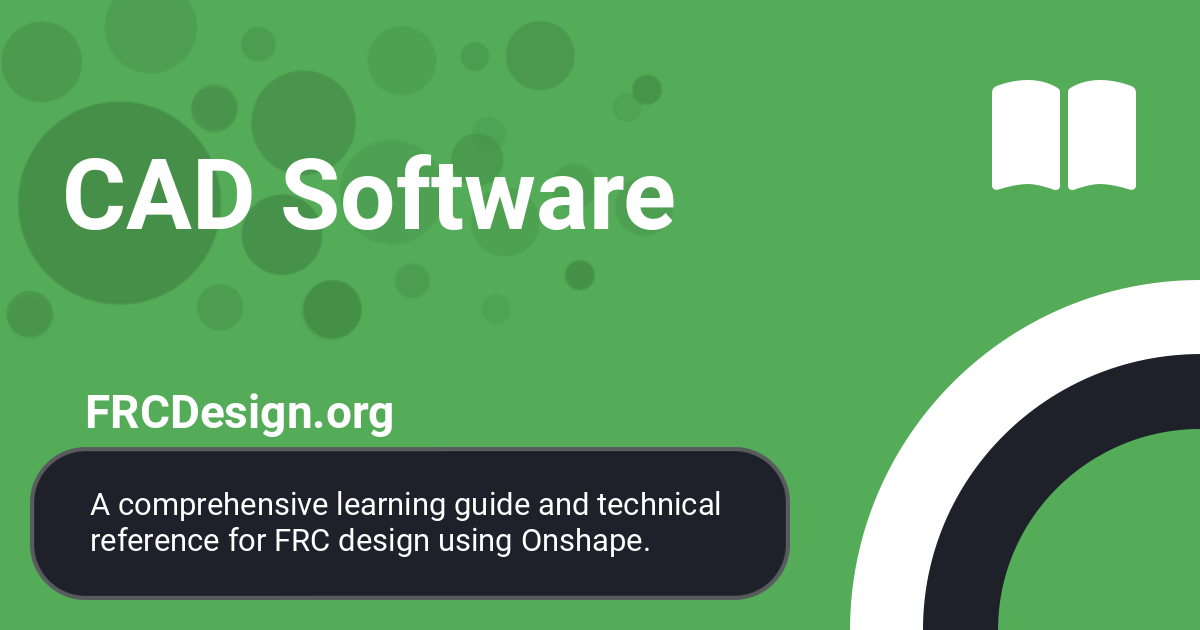 CAD Software
FRCDesign.org
A comprehensive learning guide and technical
reference for FRC design using Onshape.